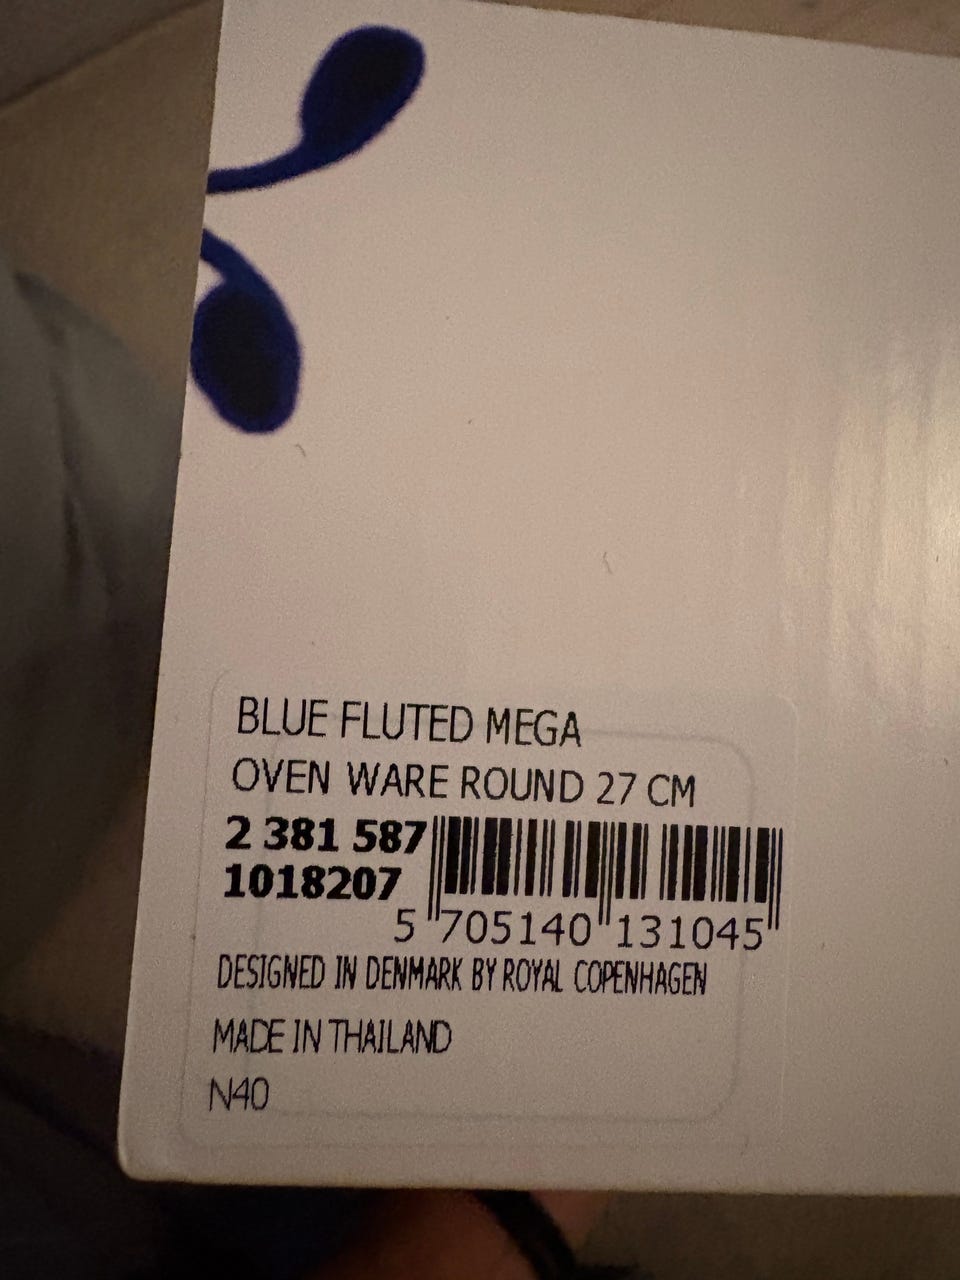 BLUE FLUTED MEGA
OVEN WARE ROUND 27 CM
2 381 587
1018207
5 705140 131045
DESIGNED IN DENMARK BY ROYAL COPENHAGEN
MADE IN THAILAND
N40